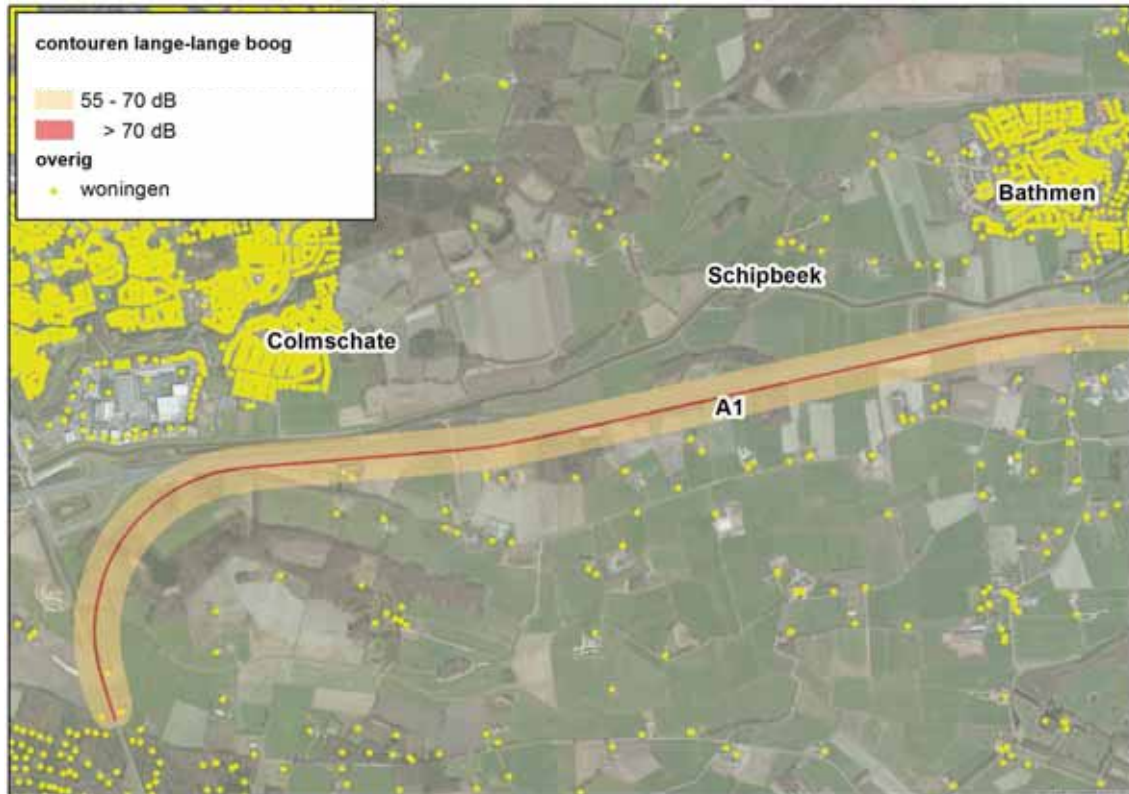 contouren lange-lange boog
55 - 70 dB
> 70 dB
overig
woningen
Bathmen
Schipbeek
Colmschate
A1